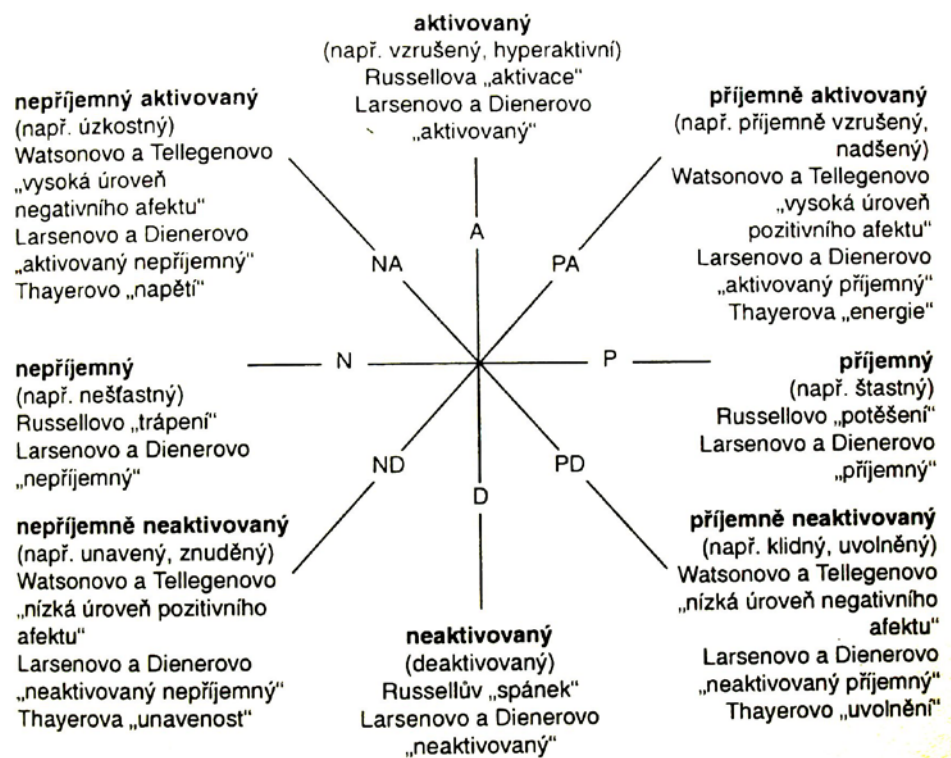 aktivovaný
(např. vzrušený, hyperaktivní)
Russellova „aktivace“
Larsenovo a Dienerovo
„aktivovaný“
nepříjemný aktivovaný
(např. úzkostný)
Watsonovo a Tellegenovo
„vysoká úroveň
negativního afektu“
Larsenovo a Dienerovo
„aktivovaný nepříjemný“
Thayerovo „napětí“
příjemně aktivovaný
(např. příjemně vzrušený,
nadšený)
Watsonovo a Tellegenovo
„vysoká úroveň
pozitivního afektu“
Larsenovo a Dienerovo
„aktivovaný příjemný“
Thayerova „energie“
A
NA
PA
N
P
ND
PD
D
nepříjemný
(např. nešťastný)
Russellovo „trápení“
Larsenovo a Dienerovo
„nepříjemný“
příjemný
(např. štastný)
Russellovo „potěšení“
Larsenovo a Dienerovo
„příjemný“
nepříjemně neaktivovaný
(např. unavený, znuděný)
Watsonovo a Tellegenovo
„nízká úroveň pozitivního
afektu“
Larsenovo a Dienerovo
„neaktivovaný nepříjemný“
Thayerova „unavenost“
neaktivovaný
(deaktivovaný)
Russellův „spánek“
Larsenovo a Dienerovo
„neaktivovaný“
příjemně neaktivovaný
(např. klidný, uvolněný)
Watsonovo a Tellegenovo
„nízká úroveň negativního
afektu“
Larsenovo a Dienerovo
„neaktivovaný příjemný“
Thayerovo „uvolnění“